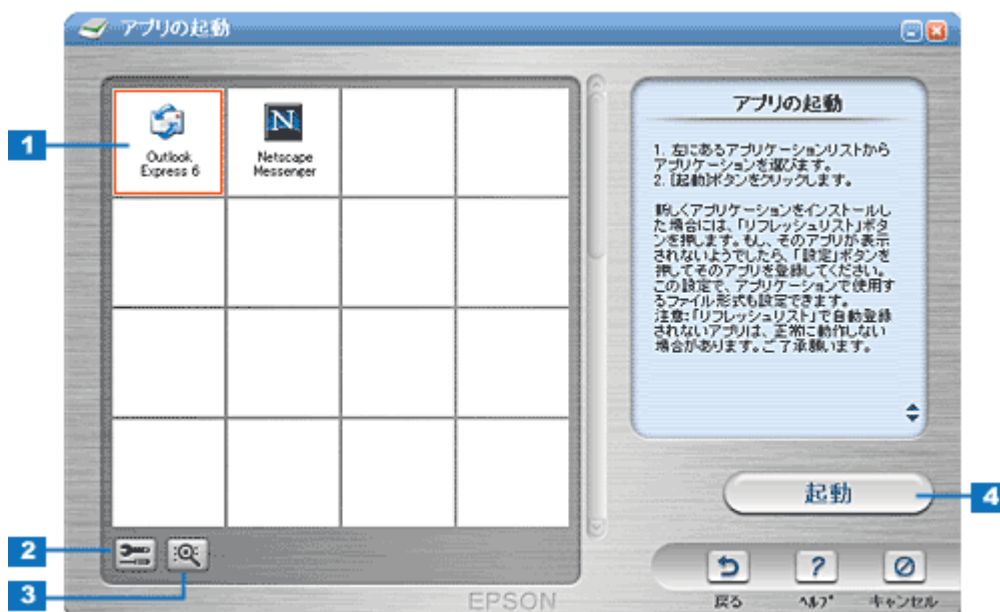 アプリの起動
1
Outlook
Express 6
Netscape
Messenger
アプリの起動
1. 左にあるアプリケーションリストから
アプリケーションを選びます。
2. [起動]ボタンをクリックします。
新しくアプリケーションをインストールし
た場合には、「リフレッシュリスト」ボタ
ンを押します。もし、そのアプリが表示
されないようでしたら、「設定」ボタンを
押してそのアプリを登録してください。
この設定で、アプリケーションで使用す
るファイル形式も設定できます。
注意:「リフレッシュリスト」で自動登録
されないアプリは、正常に動作しない
場合があります。ご了承願います。
起動
4
2
3
EPSON
戻る
ヘルプ
キャンセル